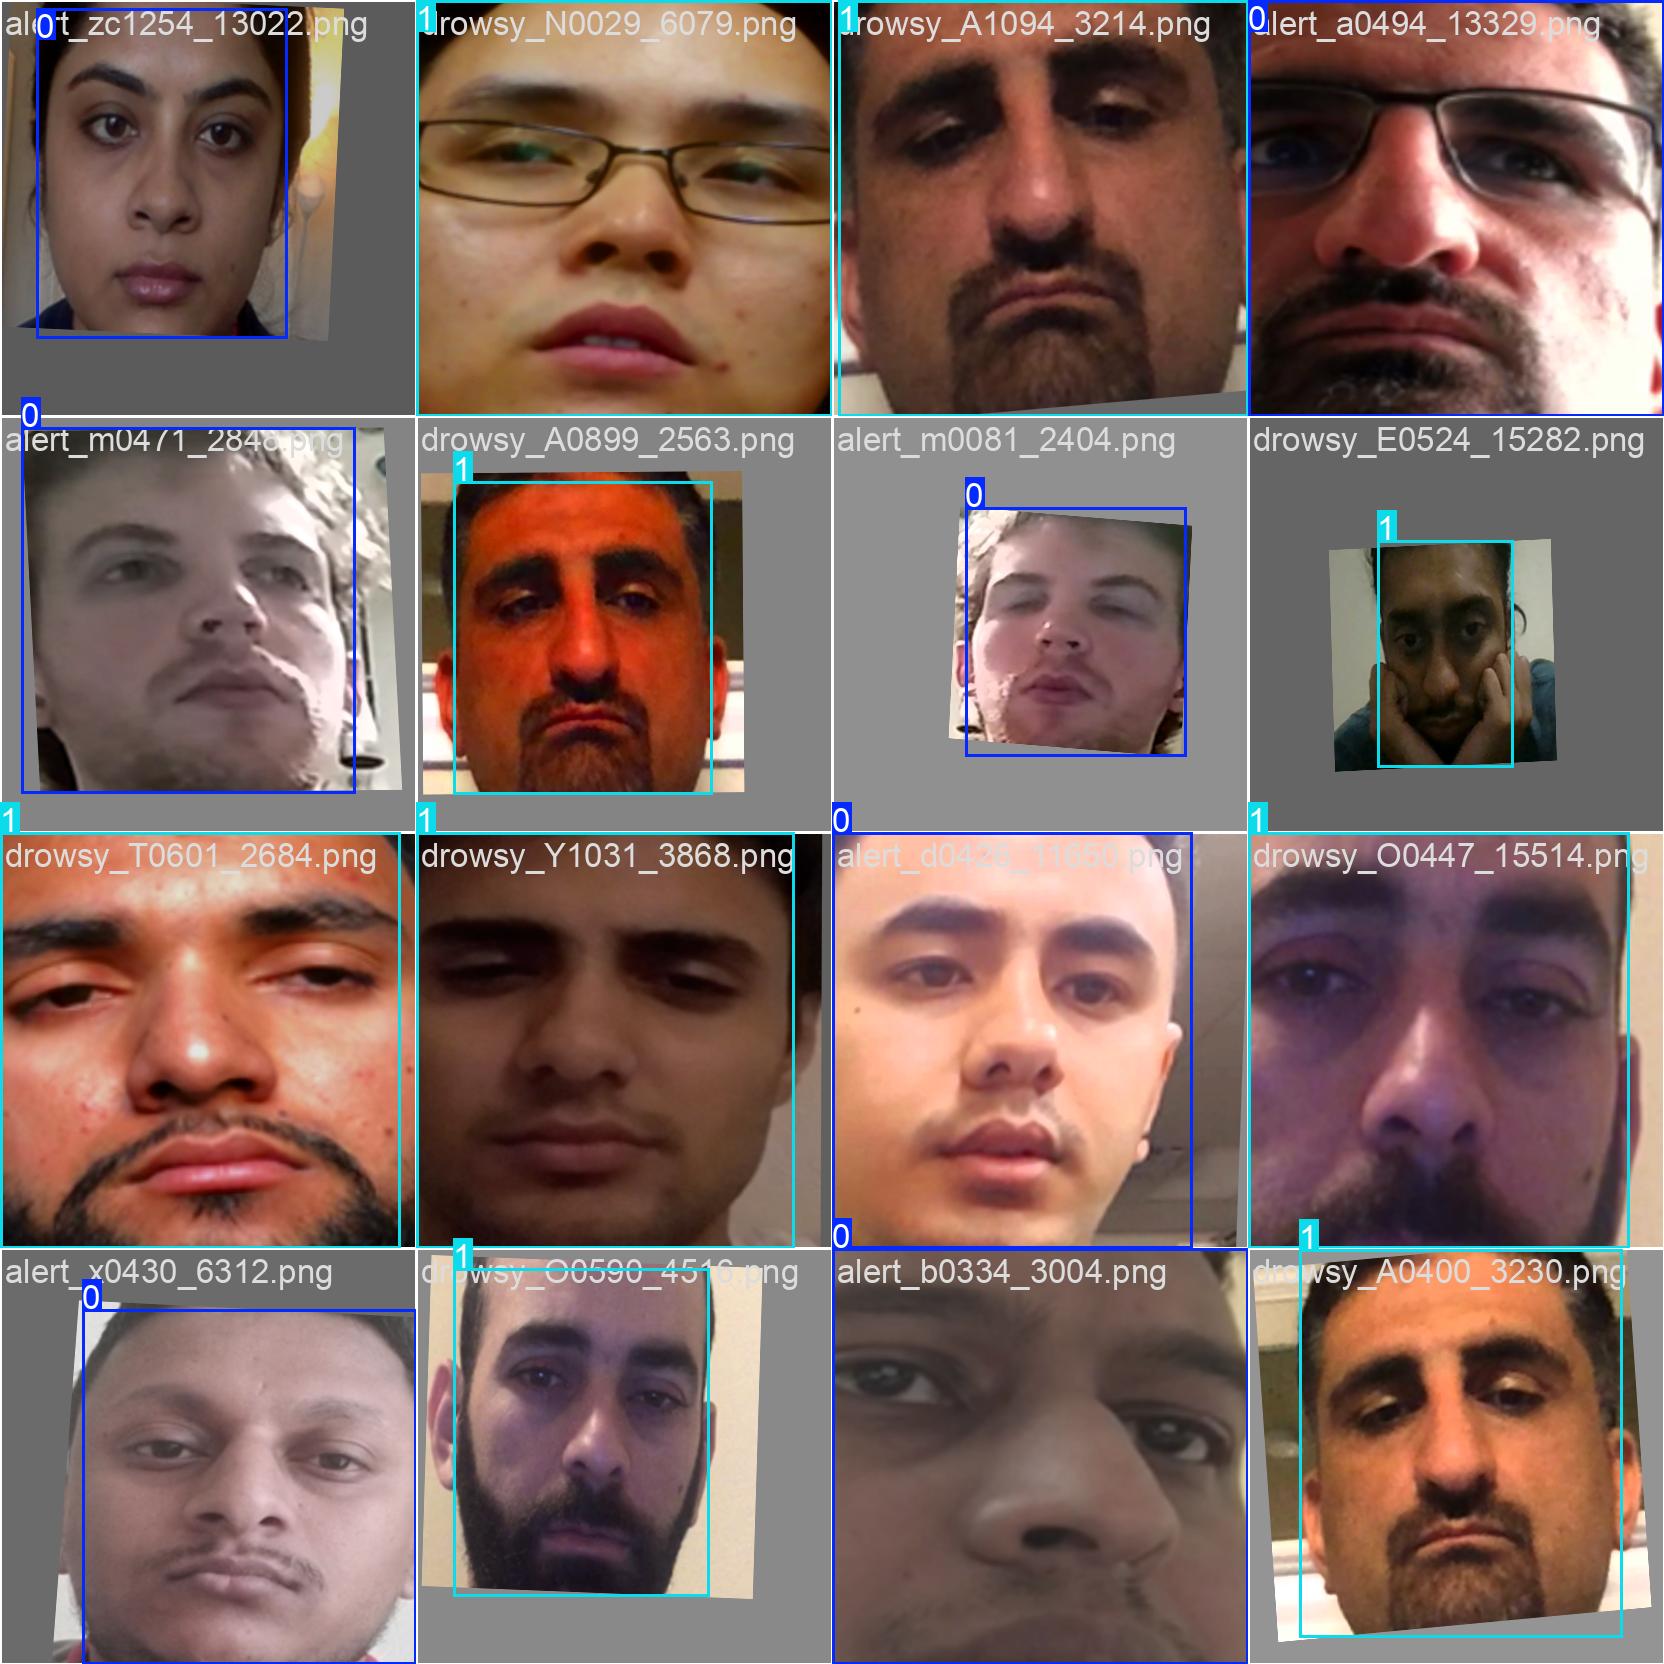 0
alert_zc1254_13022.png
1
drowsy_N0029_6079.png
1
drowsy_A1094_3214.png
0
alert_a0494_13329.png
0
alert_m0471_2848.png
1
drowsy_A0899_2563.png
0
alert_m0081_2404.png
1
drowsy_E0524_15282.png
1
drowsy_T0601_2684.png
1
drowsy_Y1031_3868.png
0
alert_d0426_11650.png
1
drowsy_O0447_15514.png
0
alert_x0430_6312.png
1
drowsy_O0590_4516.png
0
alert_b0334_3004.png
1
drowsy_A0400_3230.png